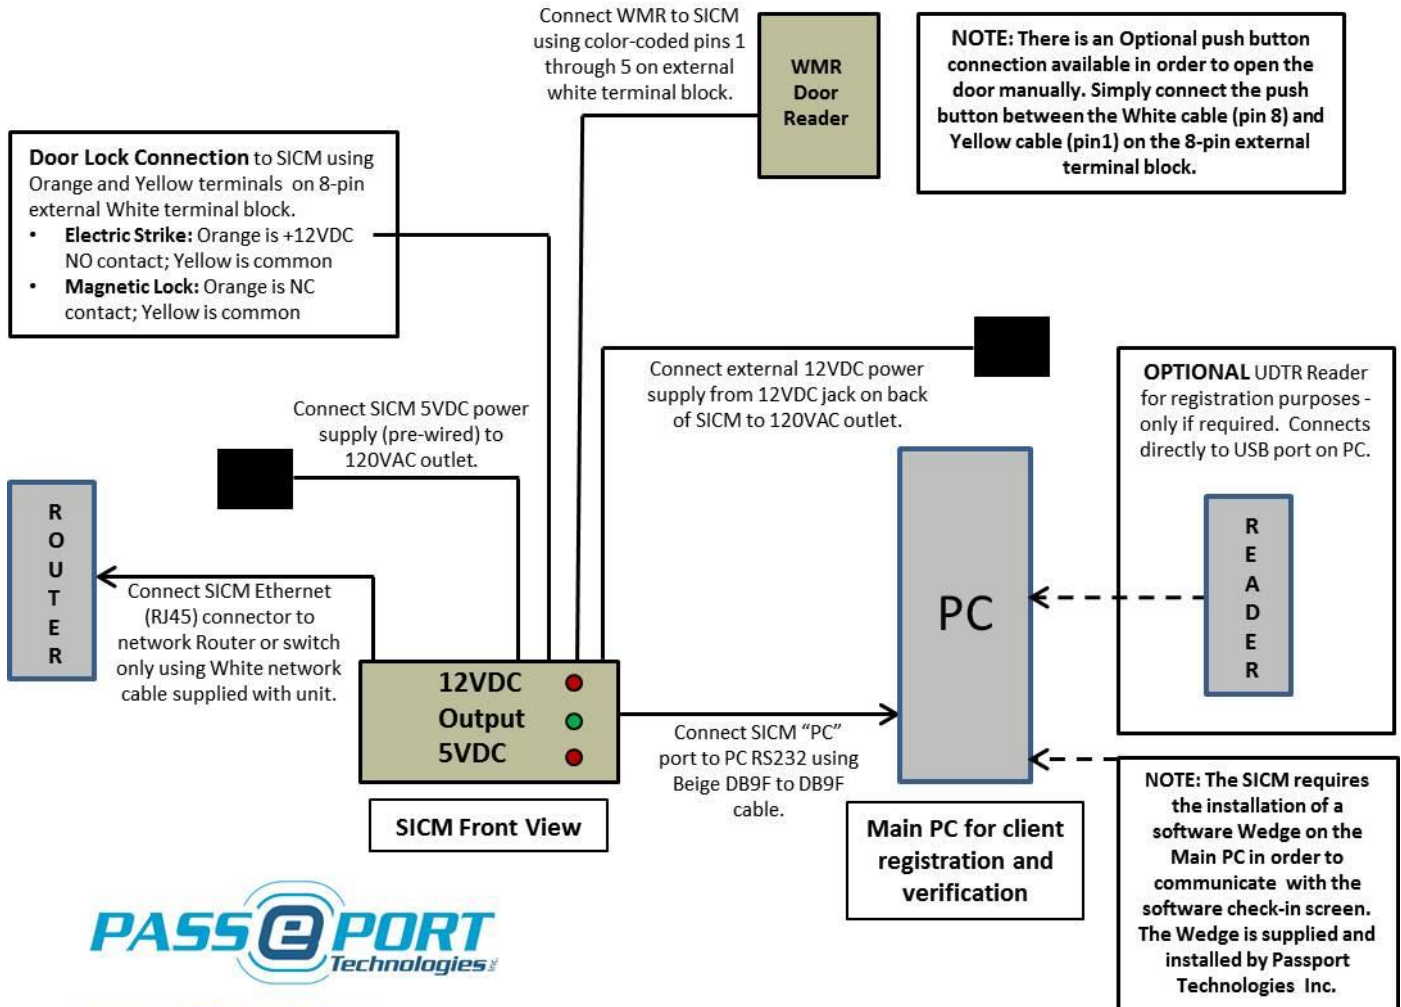 Connect WMR to SICM
using color-coded pins 1
through 5 on external
white terminal block.
WMR
Door
Reader
NOTE: There is an Optional push button
connection available in order to open the
door manually. Simply connect the push
button between the White cable (pin 8) and
Yellow cable (pin1) on the 8-pin external
terminal block.
Door Lock Connection to SICM using
Orange and Yellow terminals on 8-pin
external White terminal block.
• Electric Strike: Orange is +12VDC
NO contact; Yellow is common
• Magnetic Lock: Orange is NC
contact; Yellow is common
Connect external 12VDC power
supply from 12VDC jack on back
of SICM to 120VAC outlet.
OPTIONAL UDTR Reader
for registration purposes -
only if required. Connects
directly to USB port on PC.
Connect SICM 5VDC power
supply (pre-wired) to
120VAC outlet.
ROUTER
Connect SICM Ethernet
(RJ45) connector to
network Router or switch
only using White network
cable supplied with unit.
PC
READER
12VDC
Output
5VDC
SICM Front View
Connect SICM “PC”
port to PC RS232 using
Beige DB9F to DB9F
cable.
Main PC for client
registration and
verification
NOTE: The SICM requires
the installation of a
software Wedge on the
Main PC in order to
communicate with the
software check-in screen.
The Wedge is supplied and
installed by Passport
Technologies Inc.
PASS e PORT
Technologies Inc.